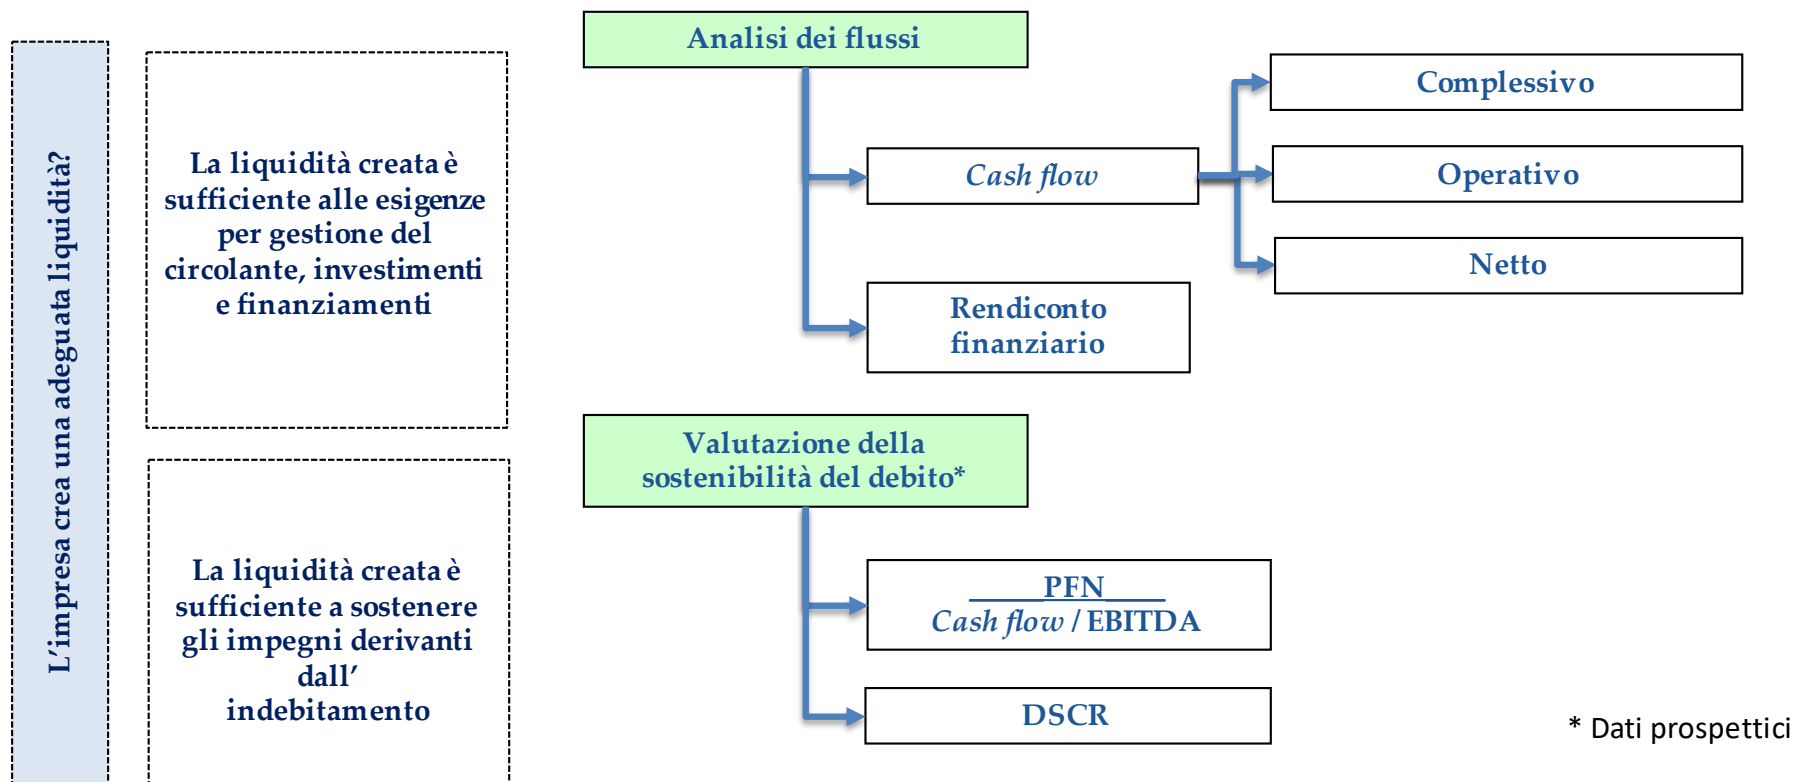 L'impresa crea una adeguata liquidità?
La liquidità creata è
sufficiente alle esigenze
per gestione del
circolante, investimenti
e finanziamenti
Analisi dei flussi
Cash flow
Complessivo
Operativo
Netto
Rendiconto
finanziario
La liquidità creata è
sufficiente a sostenere
gli impegni derivanti
dall'
indebitamento
Valutazione della
sostenibilità del debito*
_____PFN____
Cash flow / EBITDA
DSCR
* Dati prospettici